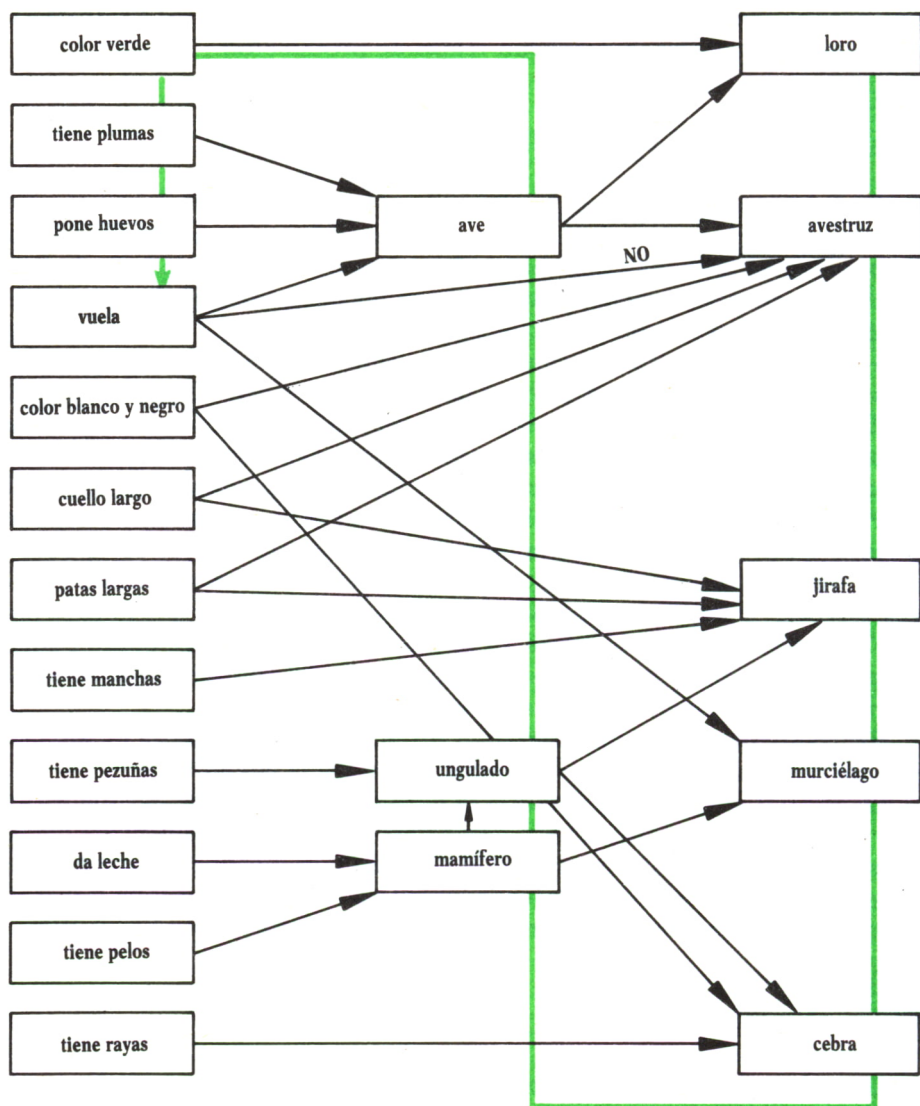 color verde
loro
tiene plumas
pone huevos
ave
avestruz
NO
vuela
color blanco y negro
cuello largo
patas largas
jirafa
tiene manchas
tiene pezuñas
ungulado
murciélago
da leche
mamífero
tiene pelos
tiene rayas
cebra